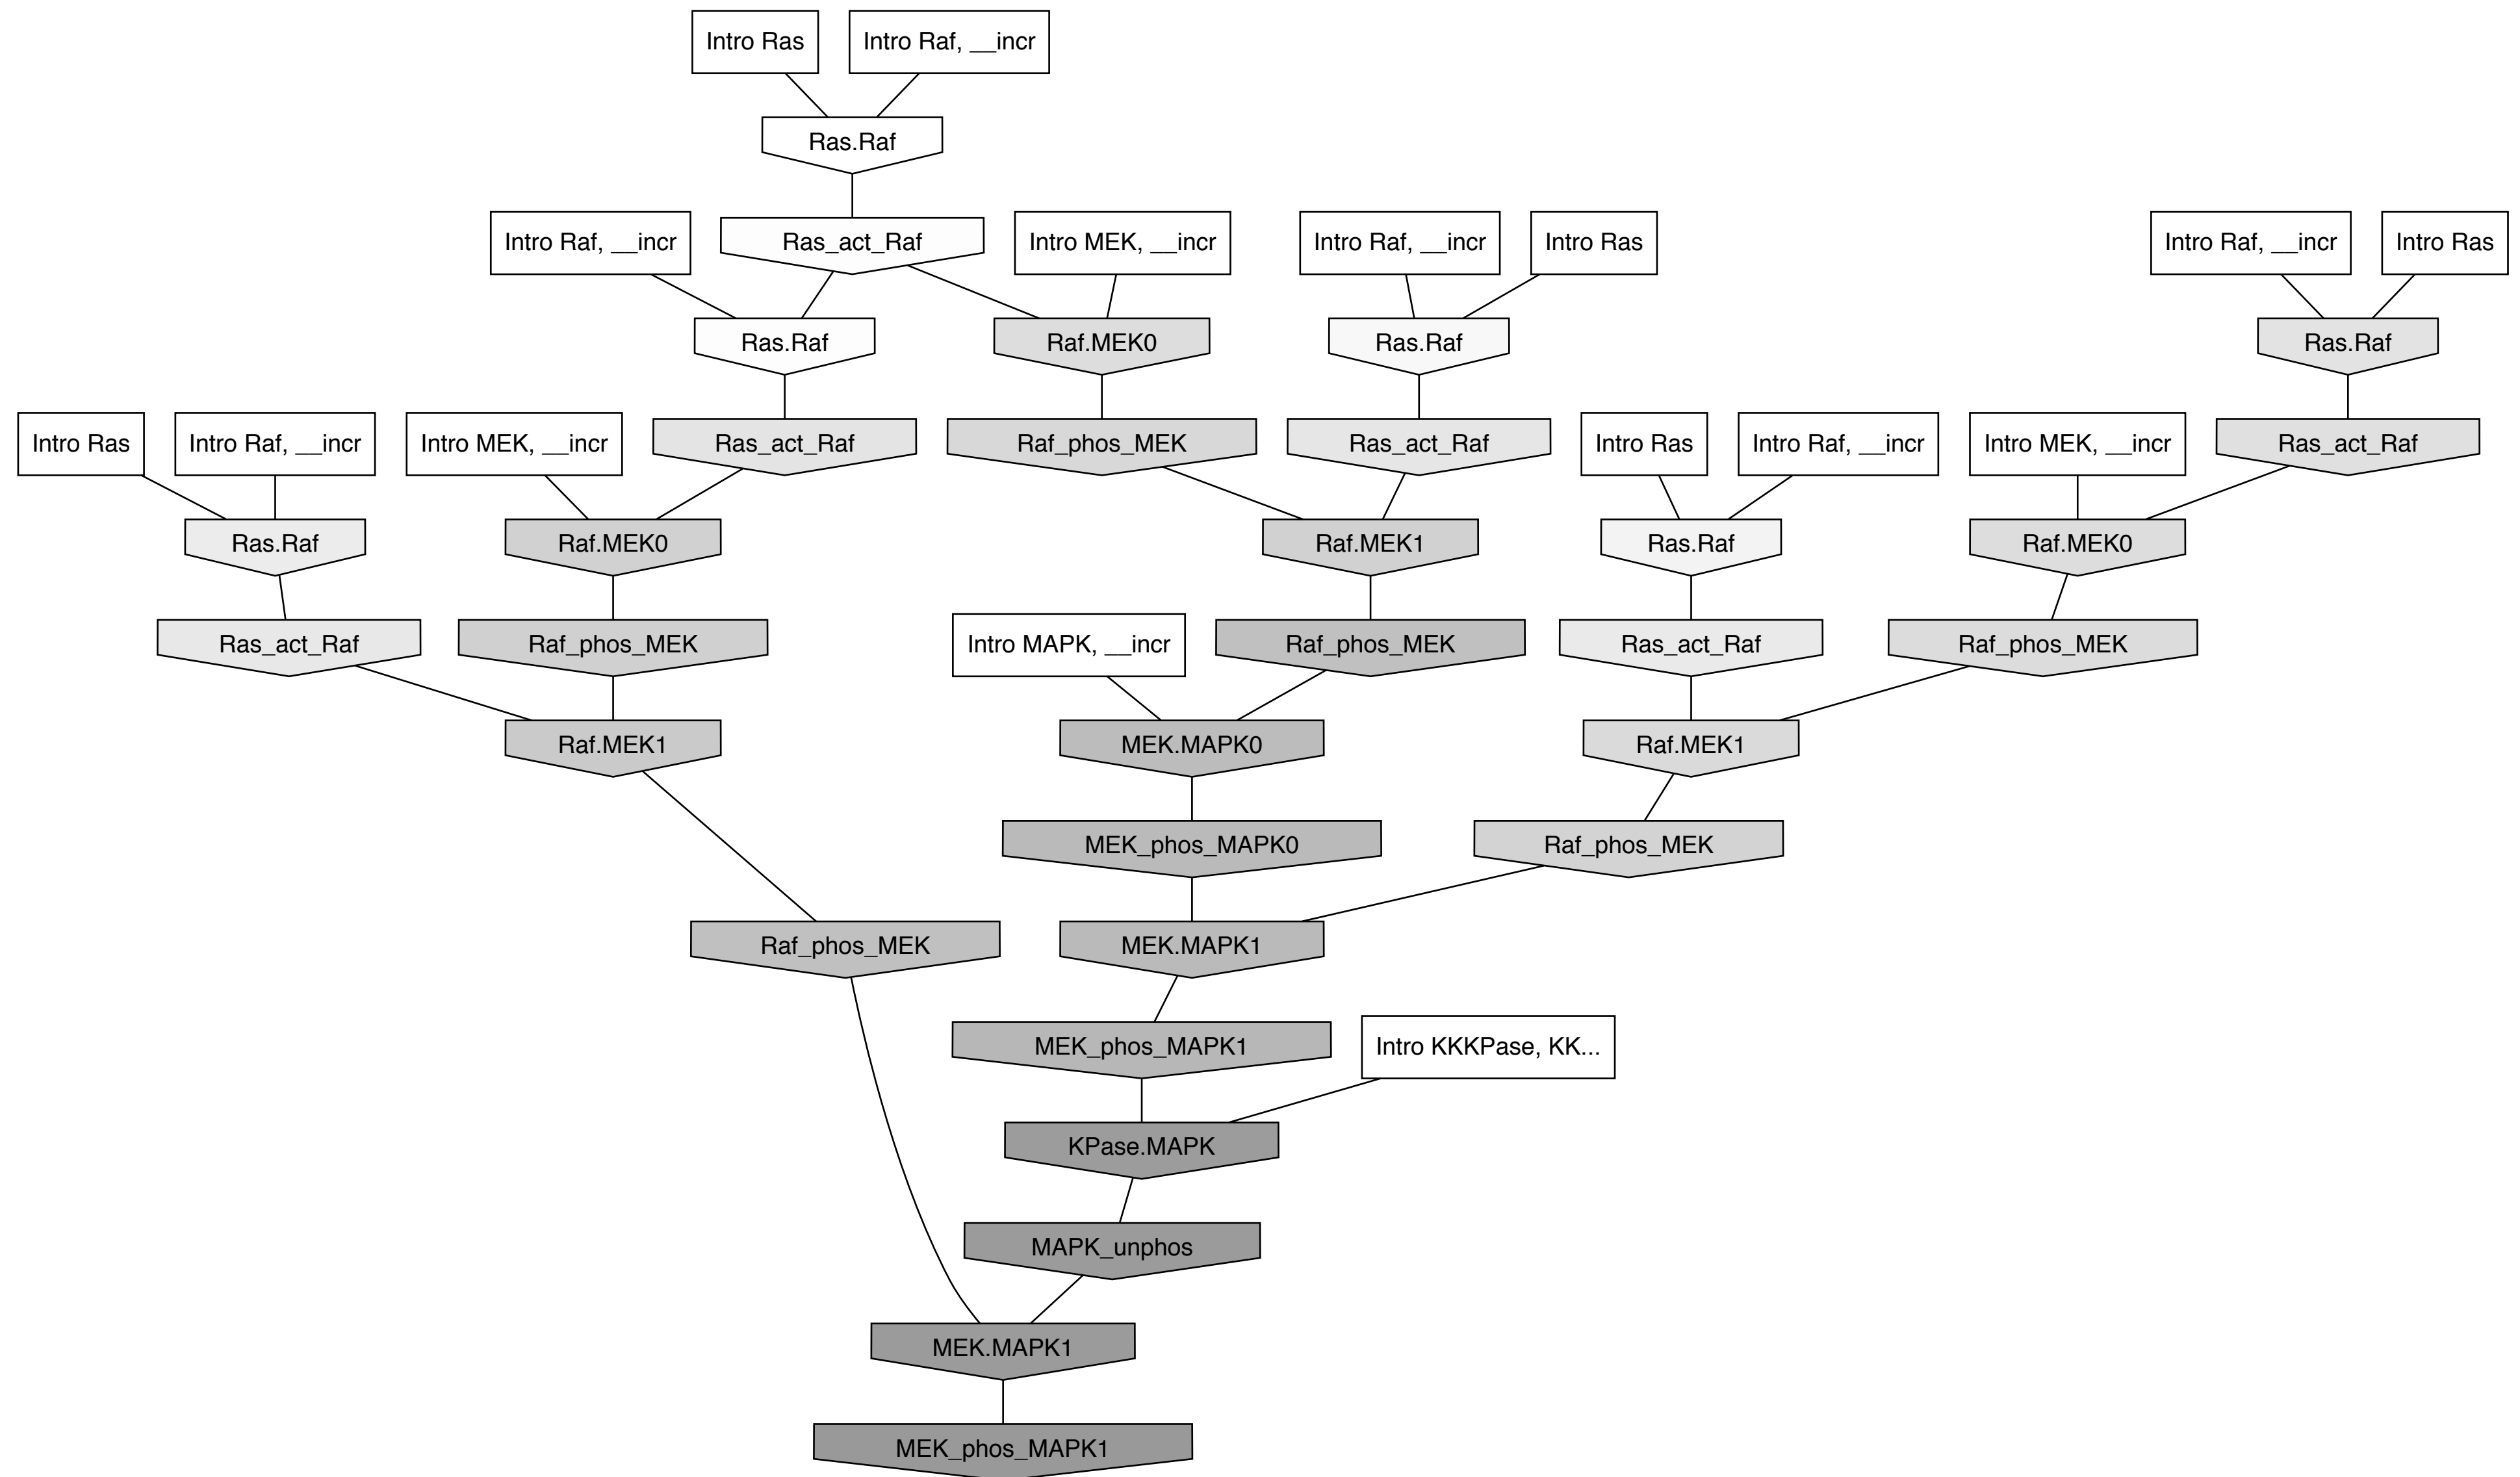 Intro Ras
Intro Raf, __incr
Ras.Raf
Intro Raf, __incr
Ras_act_Raf
Intro MEK, __incr
Intro Raf, __incr
Intro Ras
Intro Raf, __incr
Intro Ras
Ras.Raf
Raf.MEK0
Ras.Raf
Ras.Raf
Intro Ras
Intro Raf, __incr
Intro MEK, __incr
Ras_act_Raf
Raf_phos_MEK
Ras_act_Raf
Intro Ras
Intro Raf, __incr
Intro MEK, __incr
Ras_act_Raf
Ras.Raf
Raf.MEK0
Raf.MEK1
Ras.Raf
Raf.MEK0
Ras_act_Raf
Raf_phos_MEK
Intro MAPK, __incr
Raf_phos_MEK
Ras_act_Raf
Raf_phos_MEK
Raf.MEK1
MEK.MAPK0
Raf.MEK1
MEK_phos_MAPK0
Raf_phos_MEK
Raf_phos_MEK
MEK.MAPK1
MEK_phos_MAPK1
Intro KKKPase, KK...
KPase.MAPK
MAPK_unphos
MEK.MAPK1
MEK_phos_MAPK1